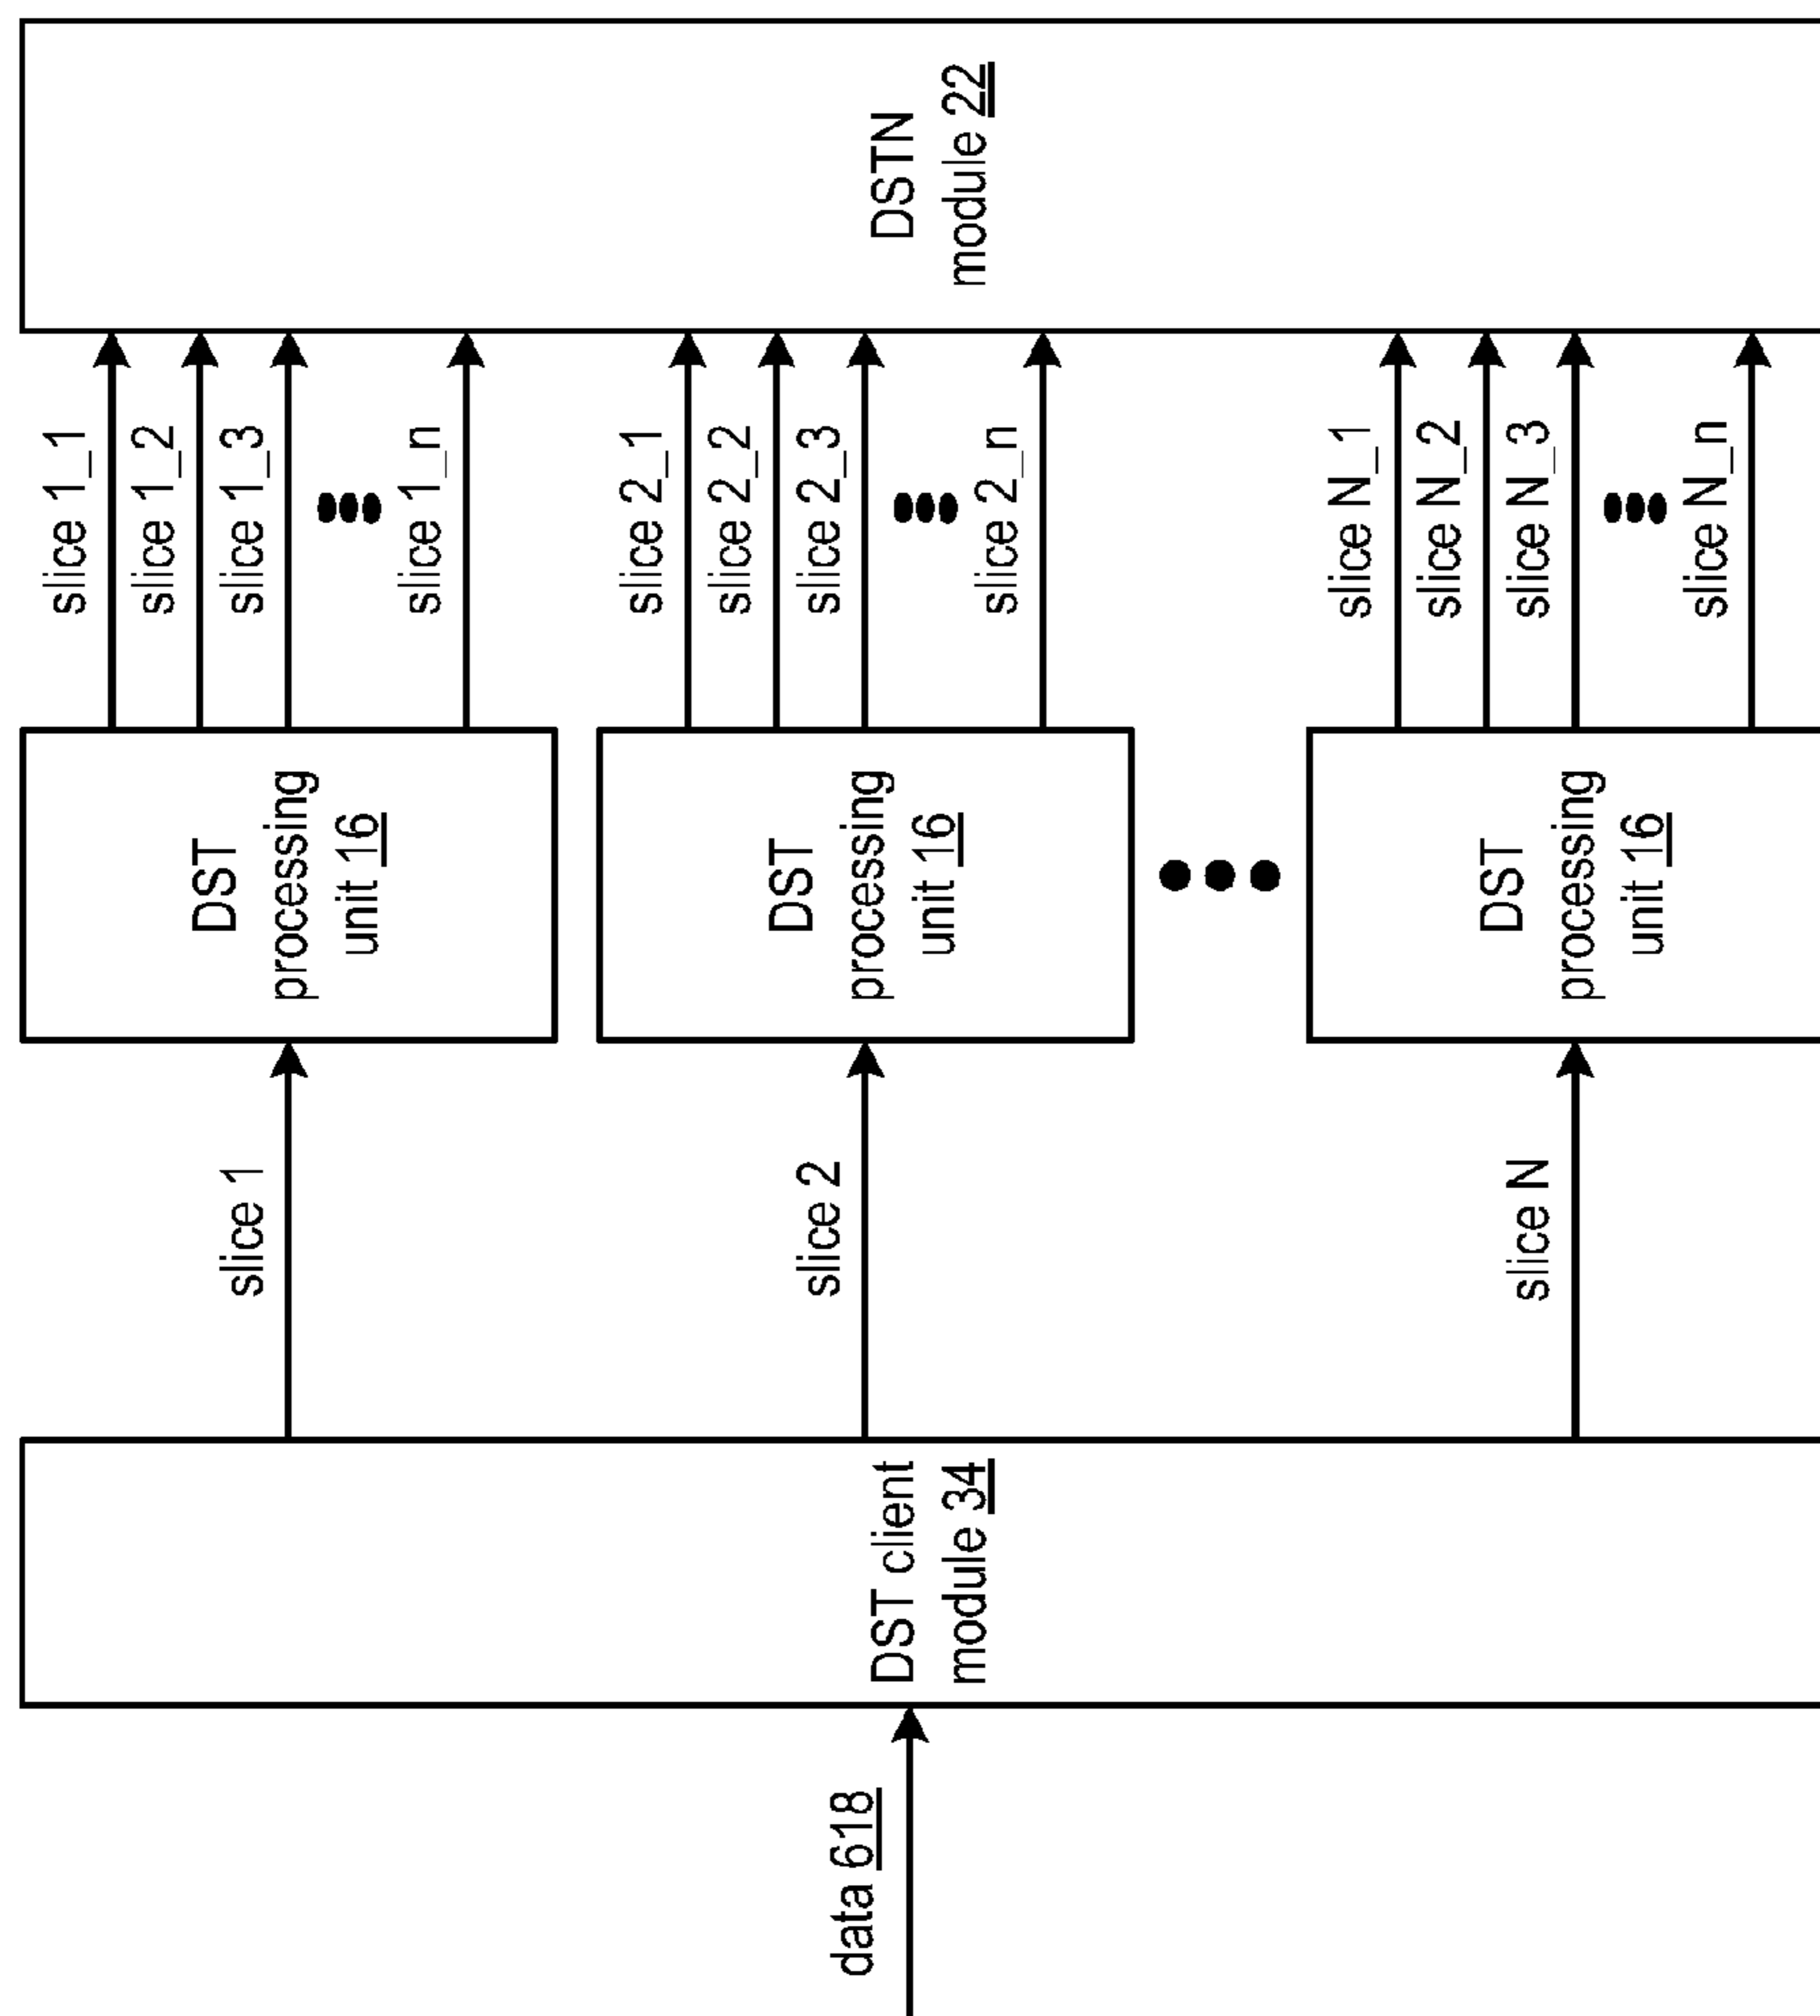 data 618
DST client
module 34
slice 1
slice 2
slice N
DST
processing
unit 16
DST
processing
unit 16
DST
processing
unit 16
slice 1_1
slice 1_2
slice 1_3
slice 1_n
slice 2_1
slice 2_2
slice 2_3
slice 2_n
slice N_1
slice N_2
slice N_3
slice N_n
DSTN
module 22